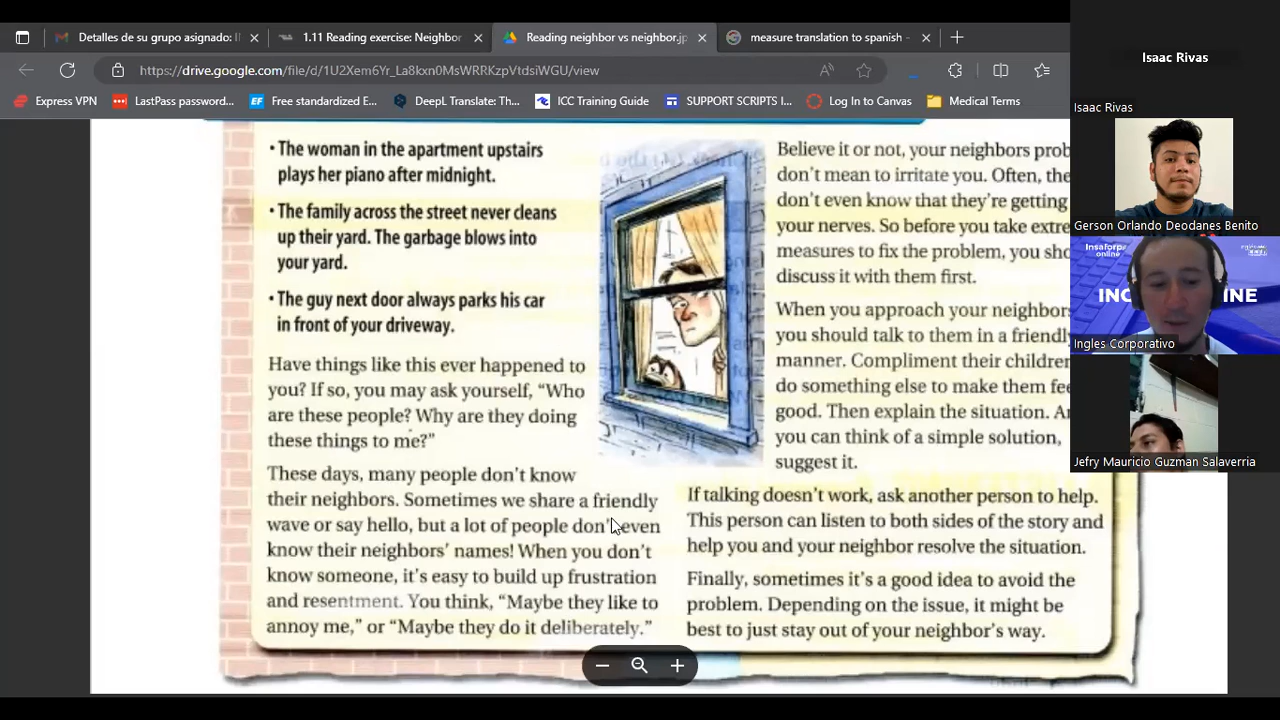 Detalles de su grupo asignado:
1.11 Reading exercise: Neighbor
Reading neighbor vs neighbor.jp
measure translation to spanish -
https://drive.google.com/file/d/1U2Xem6Yr_La8kxn0MsWRRKzpVtdsiWGU/view
Express VPN
LastPass password...
Free standardized E...
DeepL Translate: Th...
ICC Training Guide
SUPPORT SCRIPTS I...
Log In to Canvas
Medical Terms
• The woman in the apartment upstairs
plays her piano after midnight.
• The family across the street never cleans
up their yard. The garbage blows into
your yard.
• The guy next door always parks his car
in front of your driveway.
Have things like this ever happened to
you? If so, you may ask yourself, “Who
are these people? Why are they doing
these things to me?”
These days, many people don’t know
their neighbors. Sometimes we share a friendly
wave or say hello, but a lot of people don’t even
know their neighbors’ names! When you don’t
know someone, it’s easy to build up frustration
and resentment. You think, “Maybe they like to
annoy me,” or “Maybe they do it deliberately.”
Believe it or not, your neighbors prob
don’t mean to irritate you. Often, the
don’t even know that they’re getting
your nerves. So before you take extre
measures to fix the problem, you sho
discuss it with them first.
When you approach your neighbors
you should talk to them in a friendly
manner. Compliment their children
do something else to make them fee
good. Then explain the situation. An
you can think of a simple solution,
suggest it.
If talking doesn’t work, ask another person to help.
This person can listen to both sides of the story and
help you and your neighbor resolve the situation.
Finally, sometimes it’s a good idea to avoid the
problem. Depending on the issue, it might be
best to just stay out of your neighbor’s way.
Isaac Rivas
Isaac Rivas
Gerson Orlando Deodanes Benito
Insaforp
online
INC
INE
Ingles Corporativo
Jefry Mauricio Guzman Salaverria